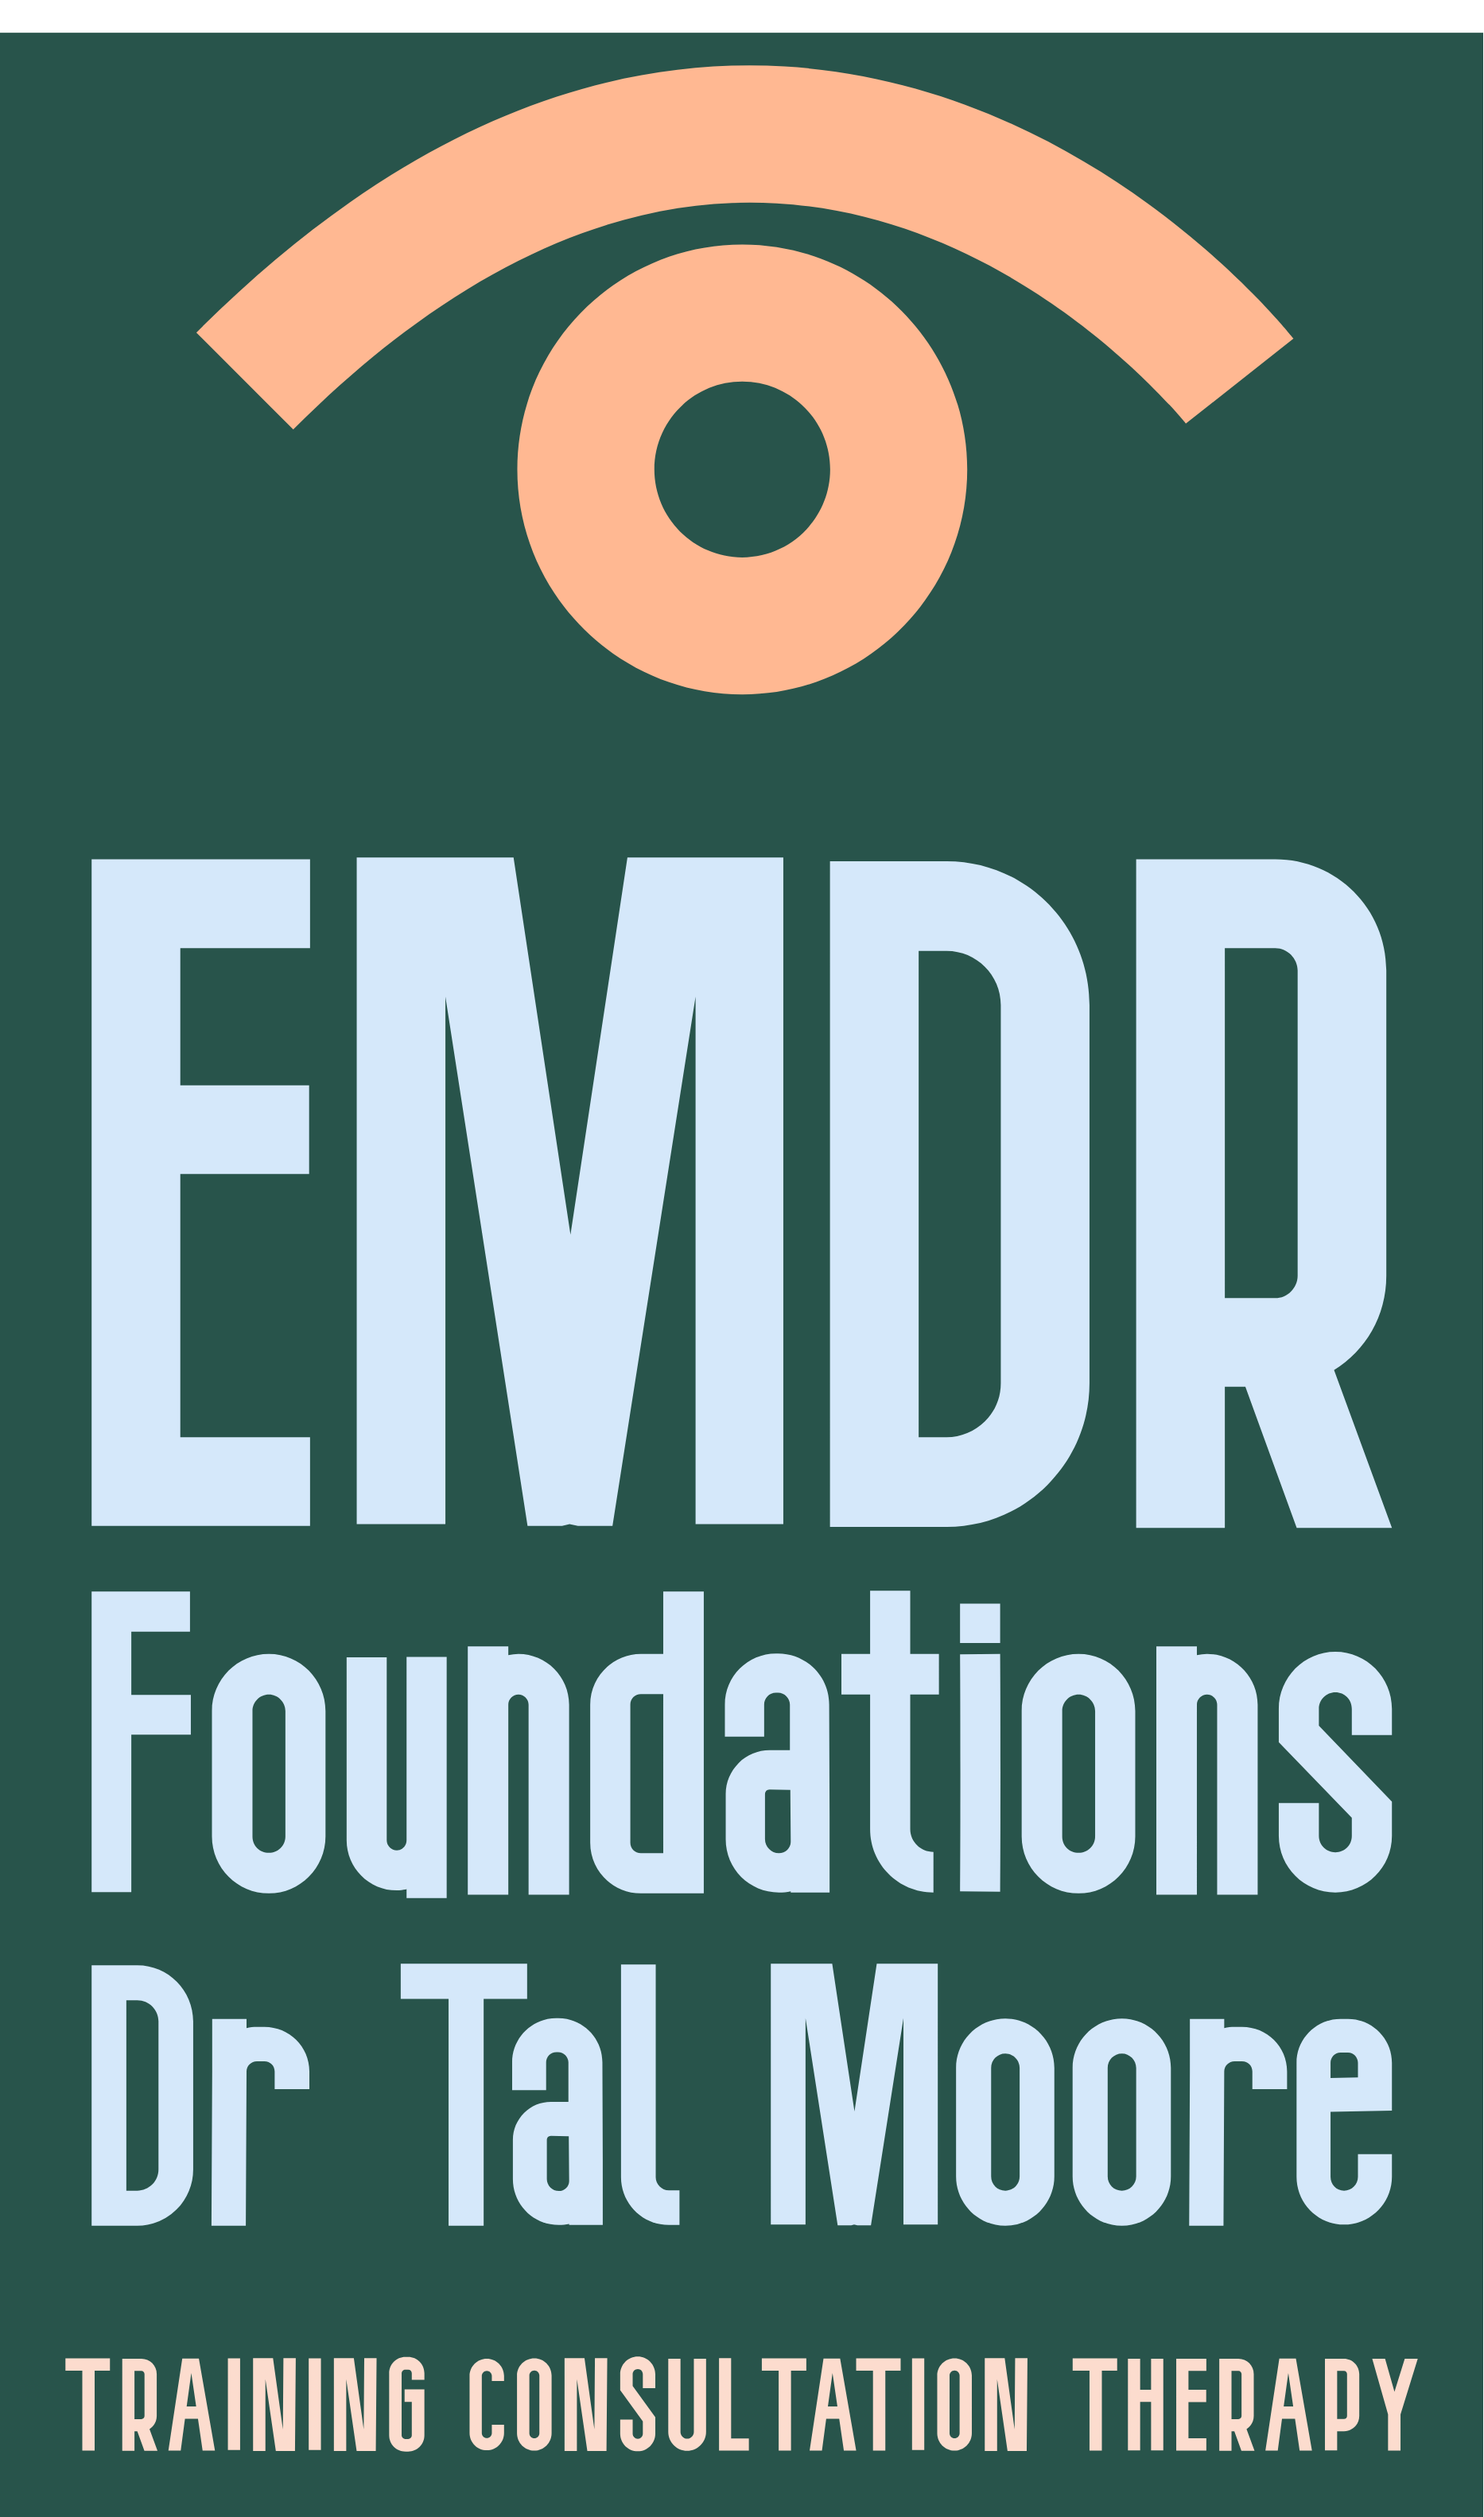 EMDR
Foundations
Dr Tal Moore
TRAINING CONSULTATION THERAPY